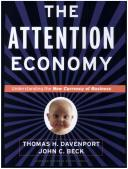 THE
ATTENTION
ECONOMY
Understanding the New Currency of Business
THOMAS H. DAVENPORT
JOHN C. BECK